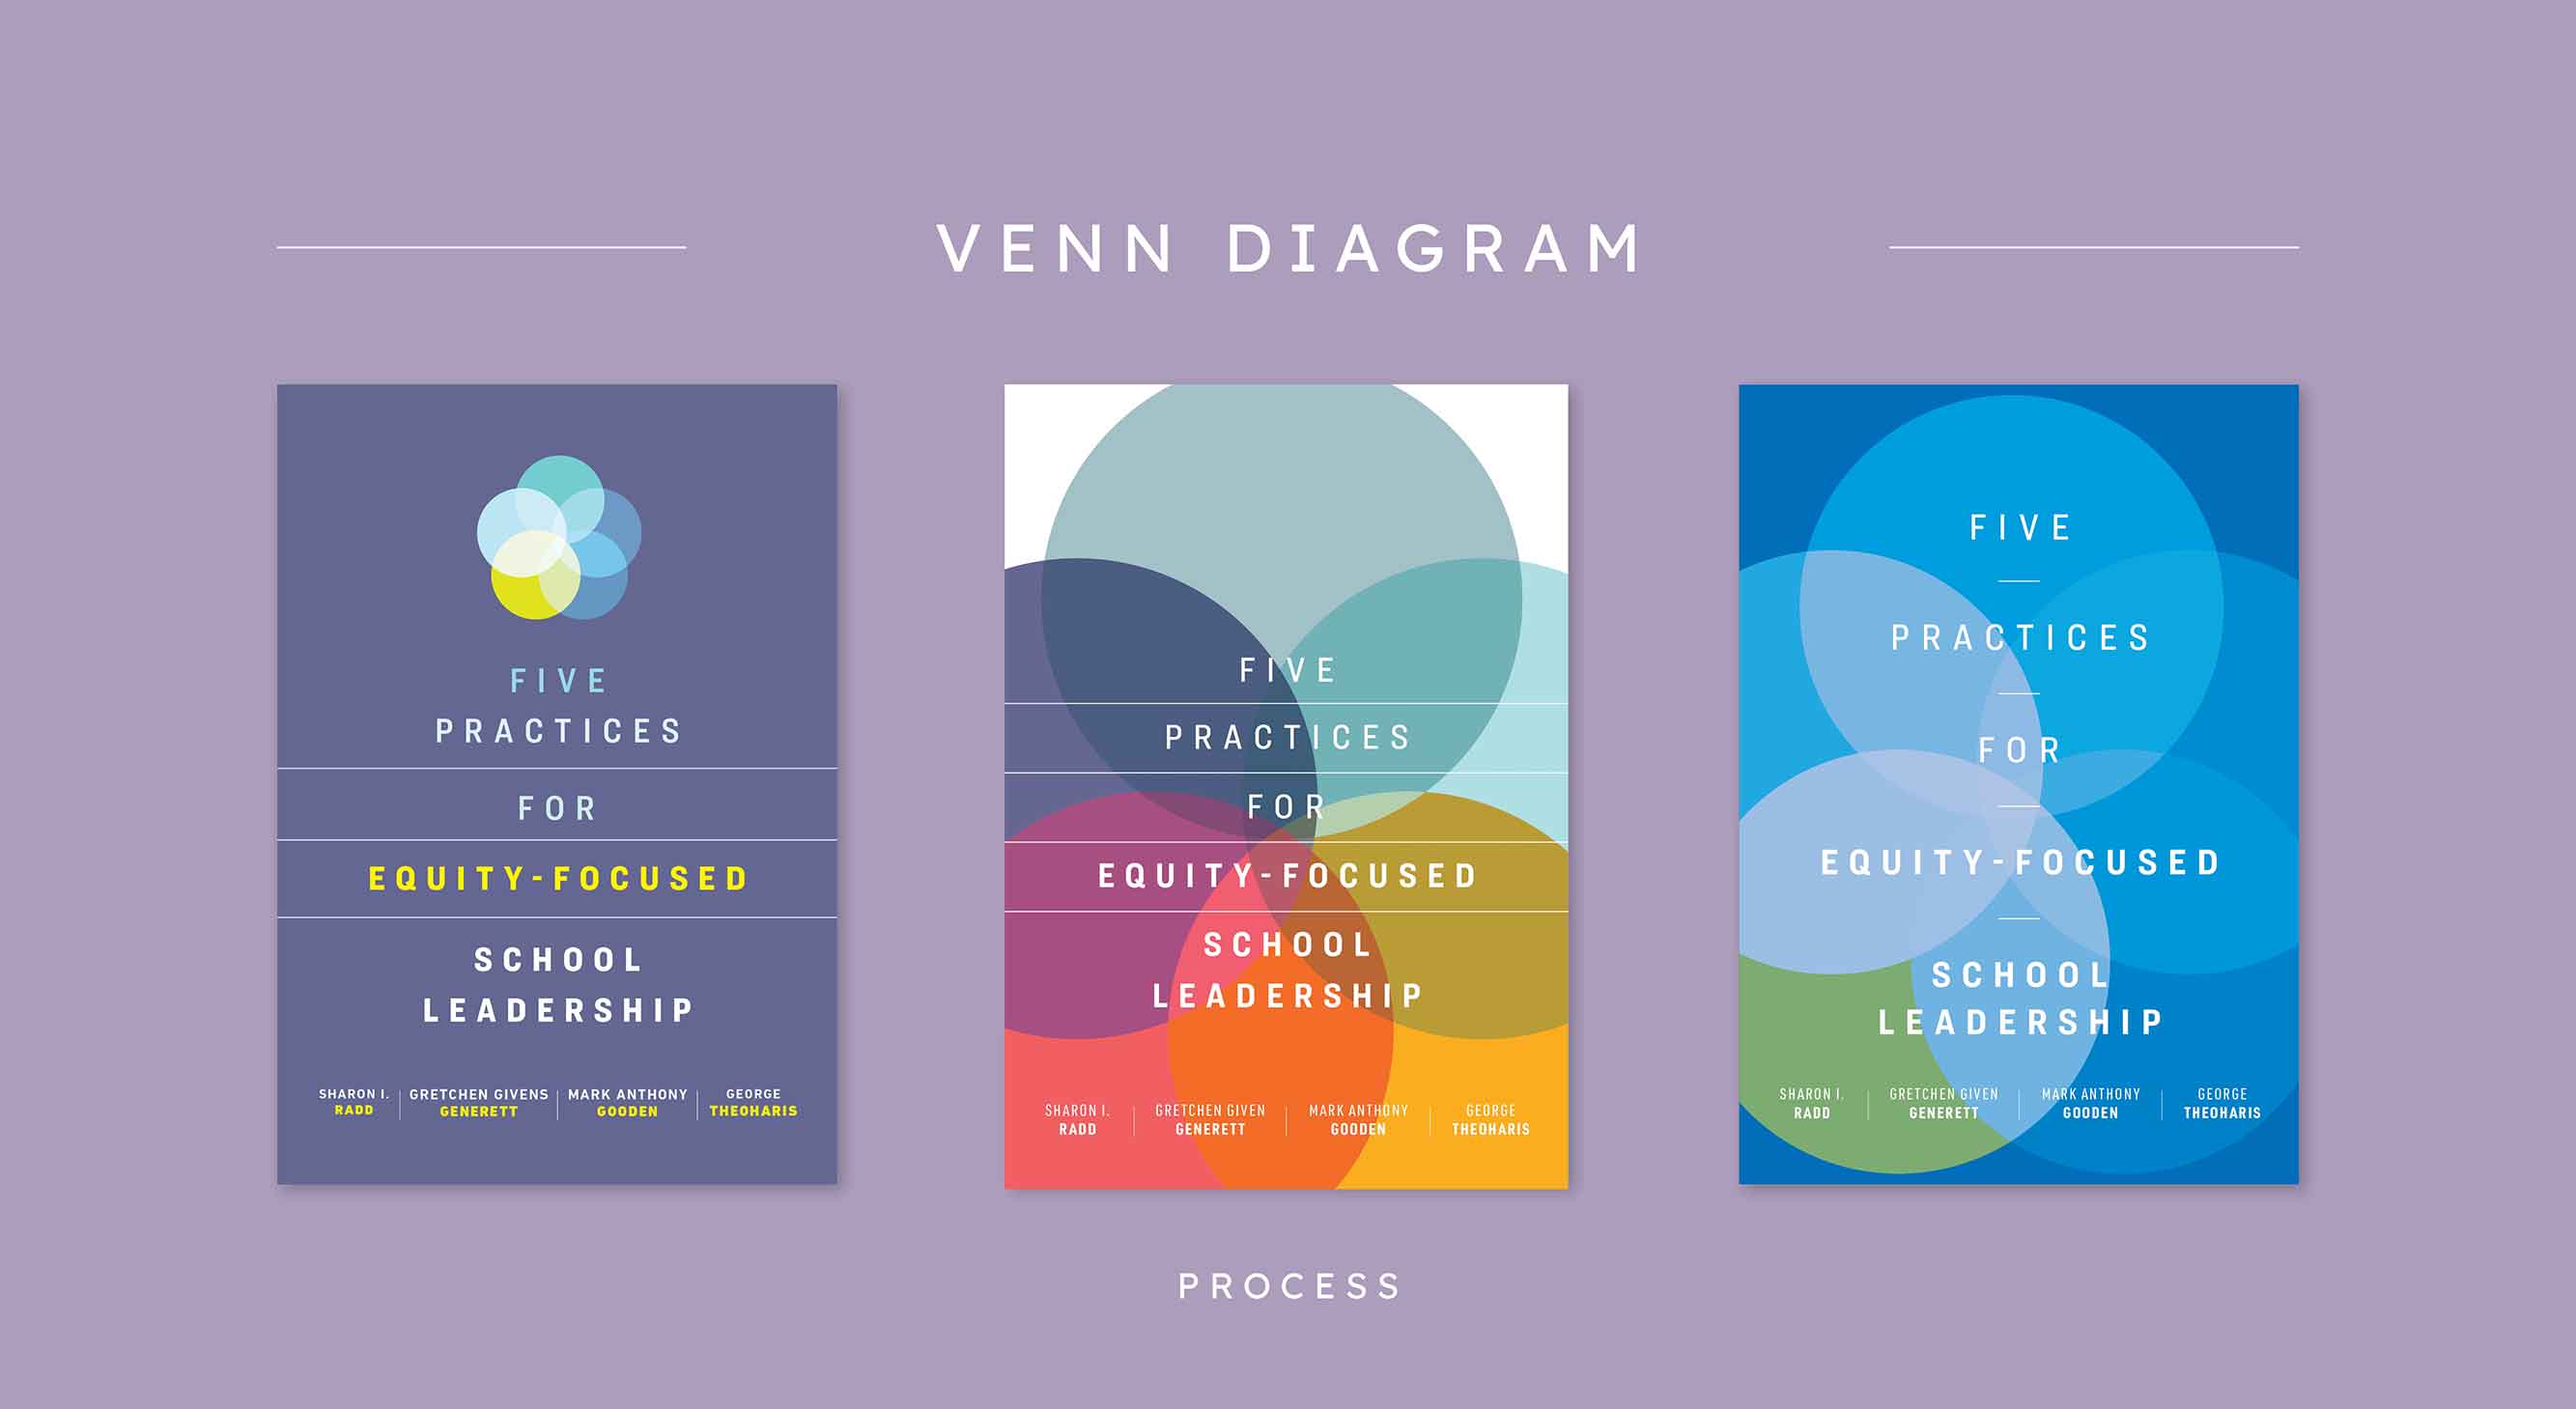 VENN DIAGRAM
FIVE
PRACTICES
FOR
EQUITY-FOCUSED
SCHOOL
LEADERSHIP
SHARON I.
RADD
GRETCHEN GIVENS
GENERETT
MARK ANTHONY
GOODEN
GEORGE
THEOHARIS
FIVE
PRACTICES
FOR
EQUITY-FOCUSED
SCHOOL
LEADERSHIP
SHARON I.
RADD
GRETCHEN GIVEN
GENERETT
MARK ANTHONY
GOODEN
GEORGE
THEOHARIS
FIVE
PRACTICES
FOR
EQUITY-FOCUSED
SCHOOL
LEADERSHIP
SHARON I.
RADD
GRETCHEN GIVEN
GENERETT
MARK ANTHONY
GOODEN
GEORGE
THEOHARIS
PROCESS